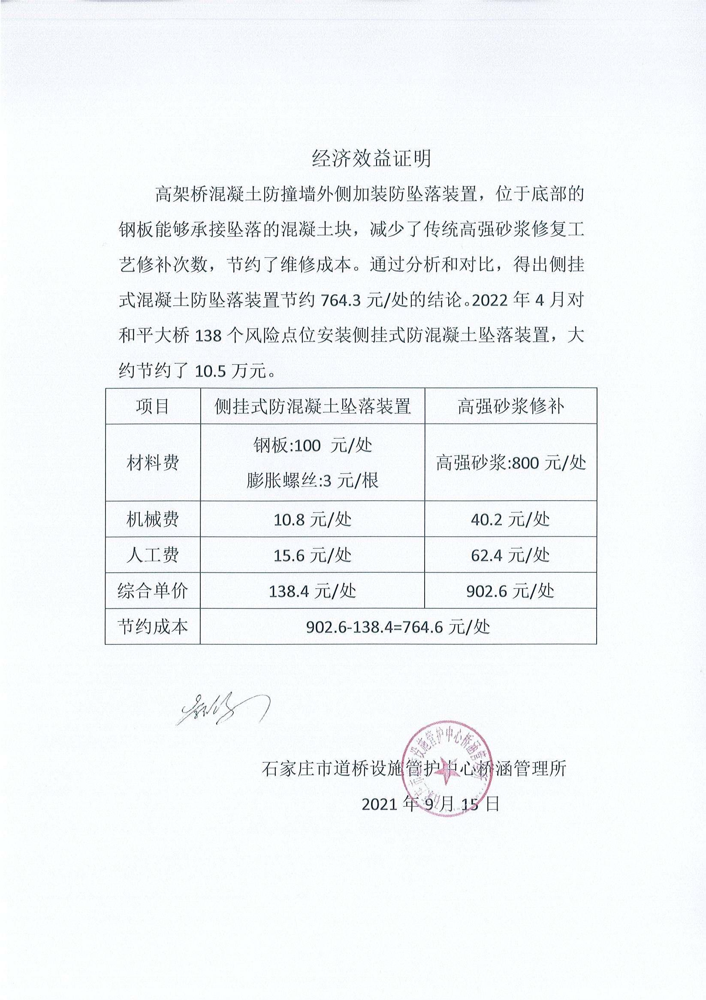 经济效益证明
高架桥混凝土防撞墙外侧加装防坠落装置，位于底部的
钢板能够承接坠落的混凝土块，减少了传统高强砂浆修复工
艺修补次数，节约了维修成本。通过分析和对比，得出侧挂
式混凝土防坠落装置节约 764.3 元/处的结论。2022 年 4 月对
和平大桥 138 个风险点位安装侧挂式防混凝土坠落装置，大
约节约了 10.5 万元。
项目 侧挂式防混凝土坠落装置 高强砂浆修补
材料费 钢板:100 元/处 高强砂浆:800 元/处
膨胀螺丝:3 元/根
机械费 10.8 元/处 40.2 元/处
人工费 15.6 元/处 62.4 元/处
综合单价 138.4 元/处 902.6 元/处
节约成本 902.6-138.4=764.6 元/处
石家庄市道桥设施管护中心桥涵管理所
2021 年 9 月 15 日